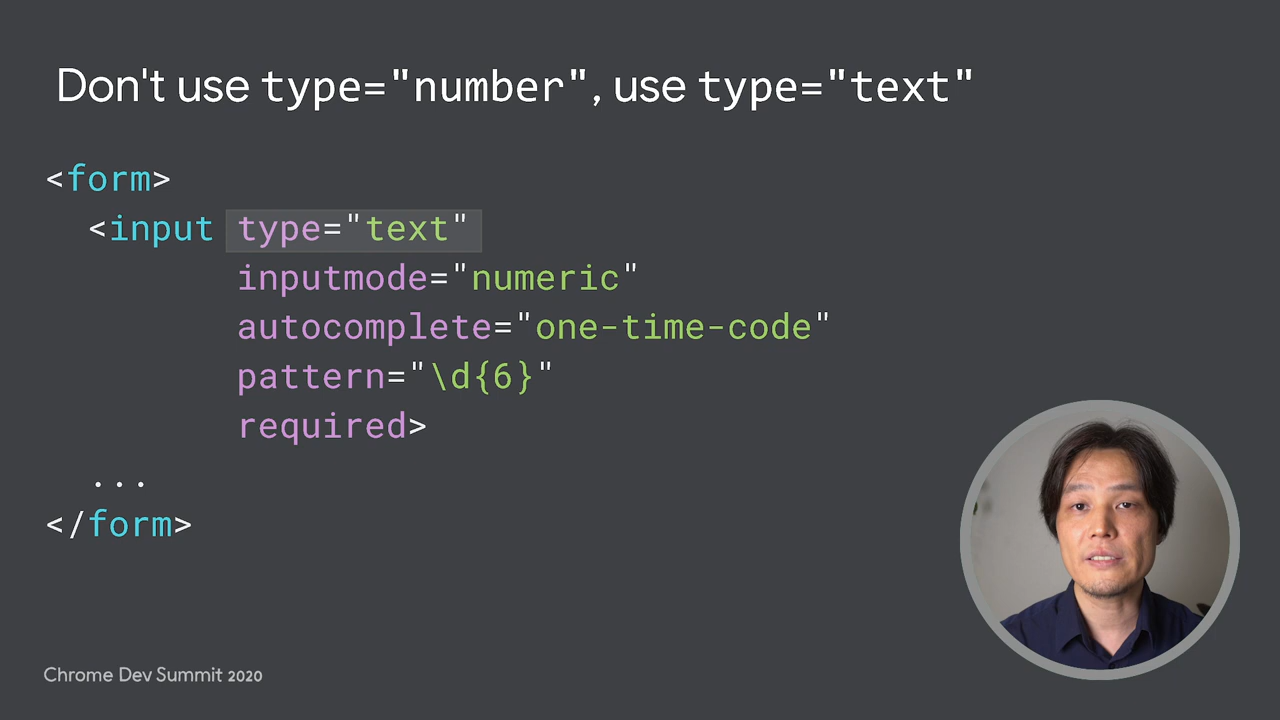 Don't use type="number", use type="text"
<form>
<input type="text"
inputmode="numeric"
autocomplete="one-time-code"
pattern="\d{6}"
required>
...
</form>
Chrome Dev Summit 2020